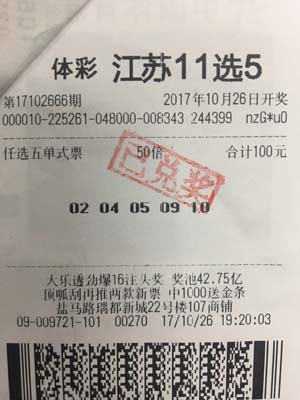 体彩 江苏11选5
第17102666期 2017年10月26日开奖
000010-225261-048000-008343 244399 nzG*uO
任选五单式票 50倍 合计100元
已兑奖
02 04 05 09 10
大乐透劲爆16注头奖 奖池42.75亿
顶呱刮再推两款新票 中1000送金条
盐马路瑞都新城22号楼107商铺
09-009721-101 00270 17/10/26 19:20:03